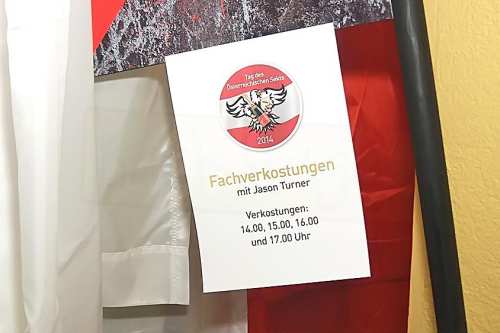 Tag des
Österreichischen Sekts
2014
Fachverkostungen
mit Jason Turner
Verkostungen:
14.00, 15.00, 16.00
und 17.00 Uhr